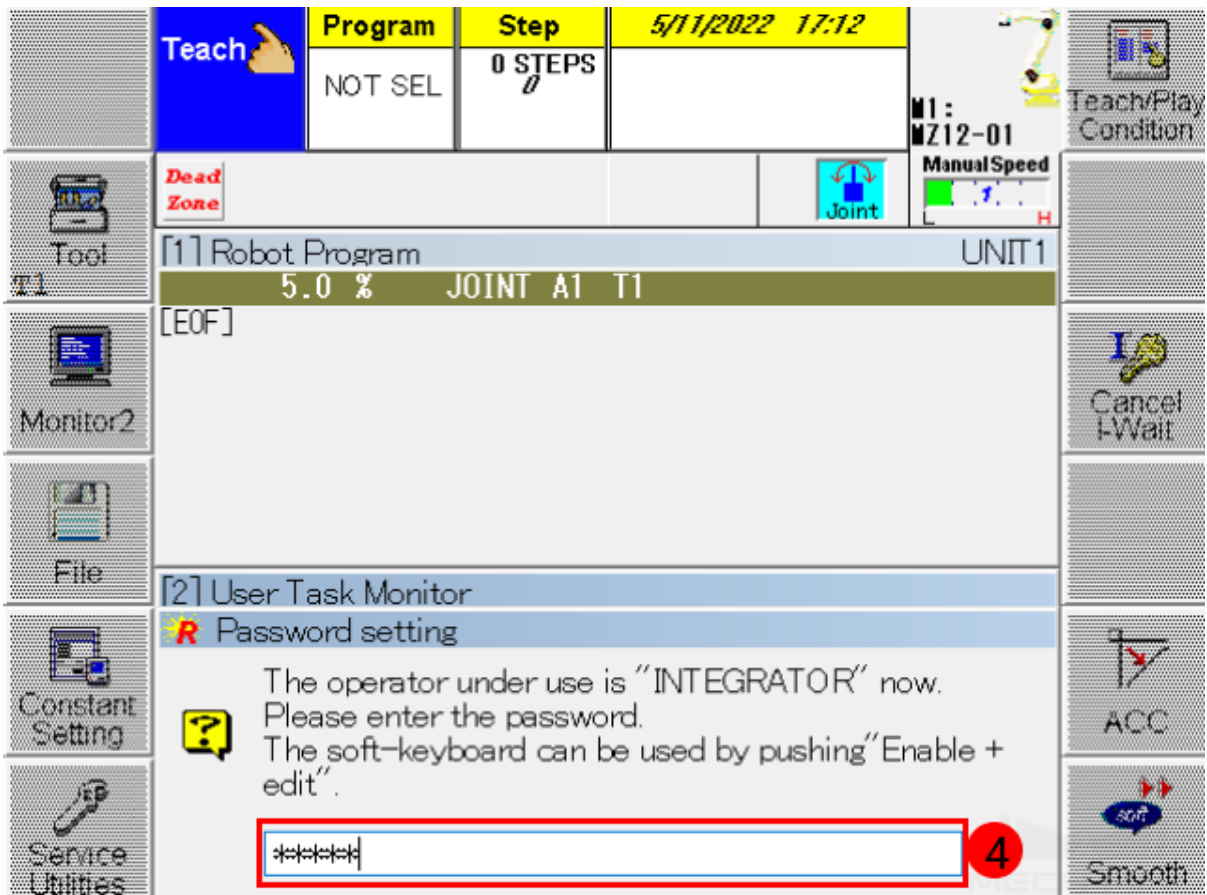 Teach
Program
NOT SEL
Step
0 STEPS
0
5/11/2022 17:12
M1:
MZ12-01
Teach/Play
Condition
Tool
T1
Dead
Zone
Joint
Manual Speed
1
L H
[1] Robot Program UNIT1
5.0 % JOINT A1 T1
[EOF]
Monitor2
Cancel
I-Wait
File
[2] User Task Monitor
R Password setting
The operator under use is "INTEGRATOR" now.
Please enter the password.
The soft-keyboard can be used by pushing"Enable +
edit".
*****
4
Constant
Setting
ACC
Service
Utilities
soft
Smooth